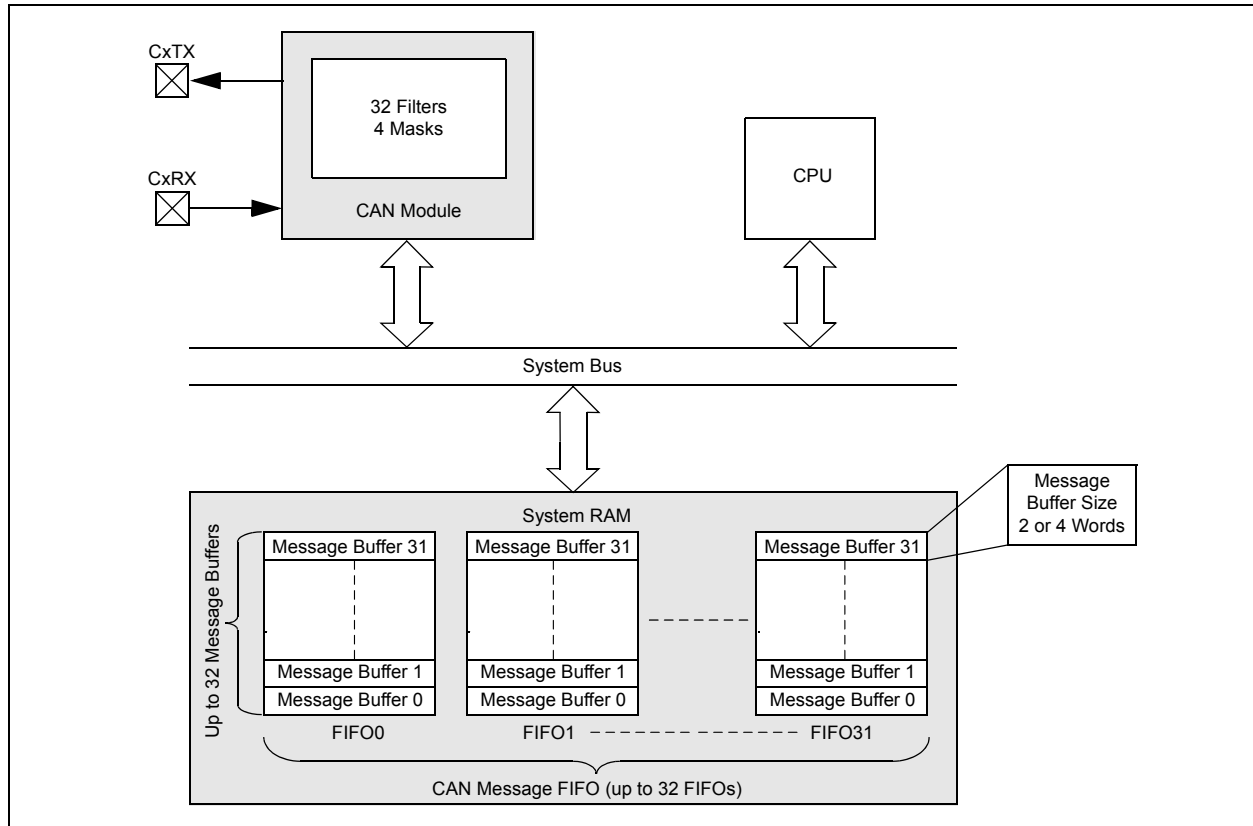 CxTX
32 Filters
4 Masks
CxRX
CAN Module
CPU
System Bus
Message
Buffer Size
2 or 4 Words
System RAM
Up to 32 Message Buffers
Message Buffer 31
Message Buffer 31
Message Buffer 31
Message Buffer 1
Message Buffer 1
Message Buffer 1
Message Buffer 0
Message Buffer 0
Message Buffer 0
FIFO0
FIFO1
FIFO31
CAN Message FIFO (up to 32 FIFOs)